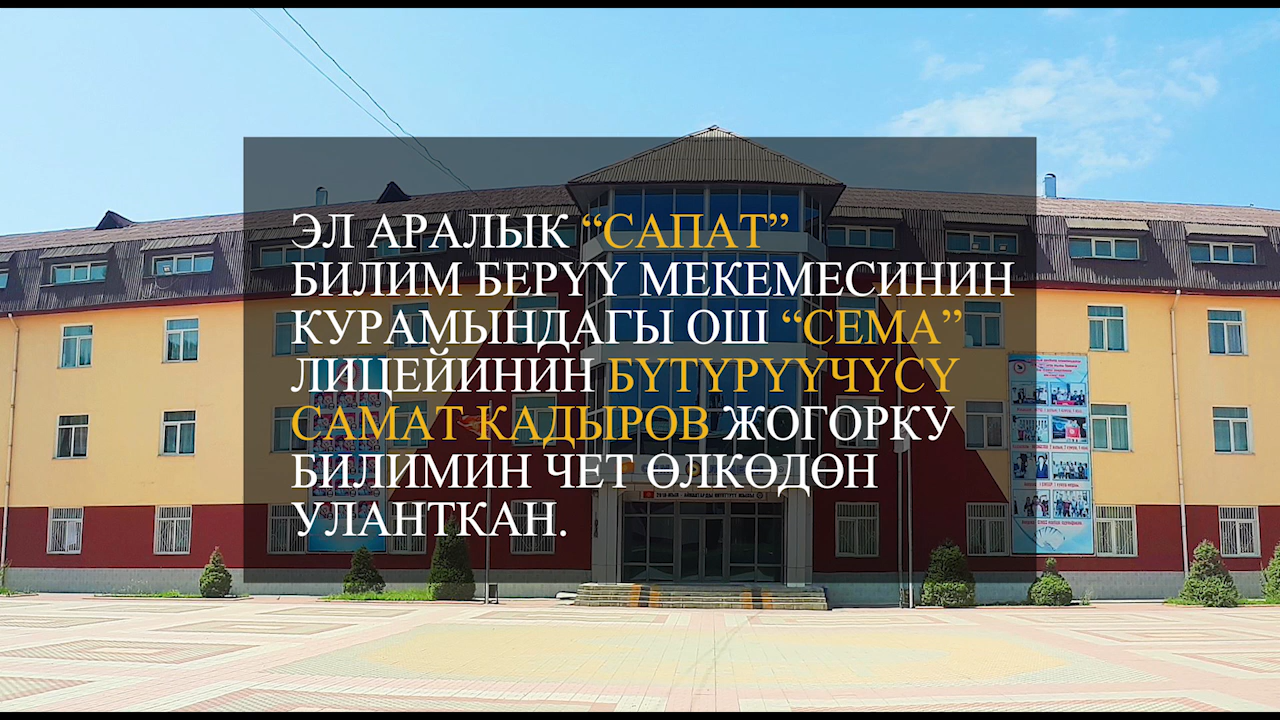 ЭЛ АРАЛЫК “САПАТ”
БИЛИМ БЕРҮҮ МЕКЕМЕСИНИН
КУРАМЫНДАГЫ ОШ “СЕМА”
ЛИЦЕЙИНИН БҮТҮРҮҮЧҮСҮ
САМАТ КАДЫРОВ ЖОГОРКУ
БИЛИМИН ЧЕТ ӨЛКӨДӨН
УЛАНТКАН.